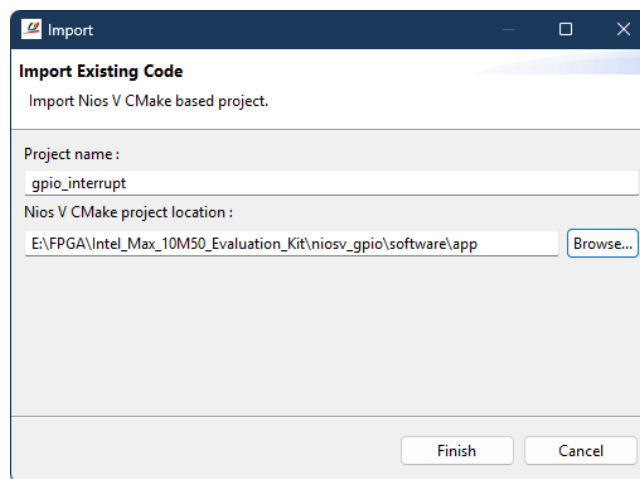 Import
Import Existing Code
Import Nios V CMake based project.
Project name :
gpio_interrupt
Nios V CMake project location :
E:\FPGA\Intel_Max_10M50_Evaluation_Kit\niosv_gpio\software\app
Browse...
Finish
Cancel